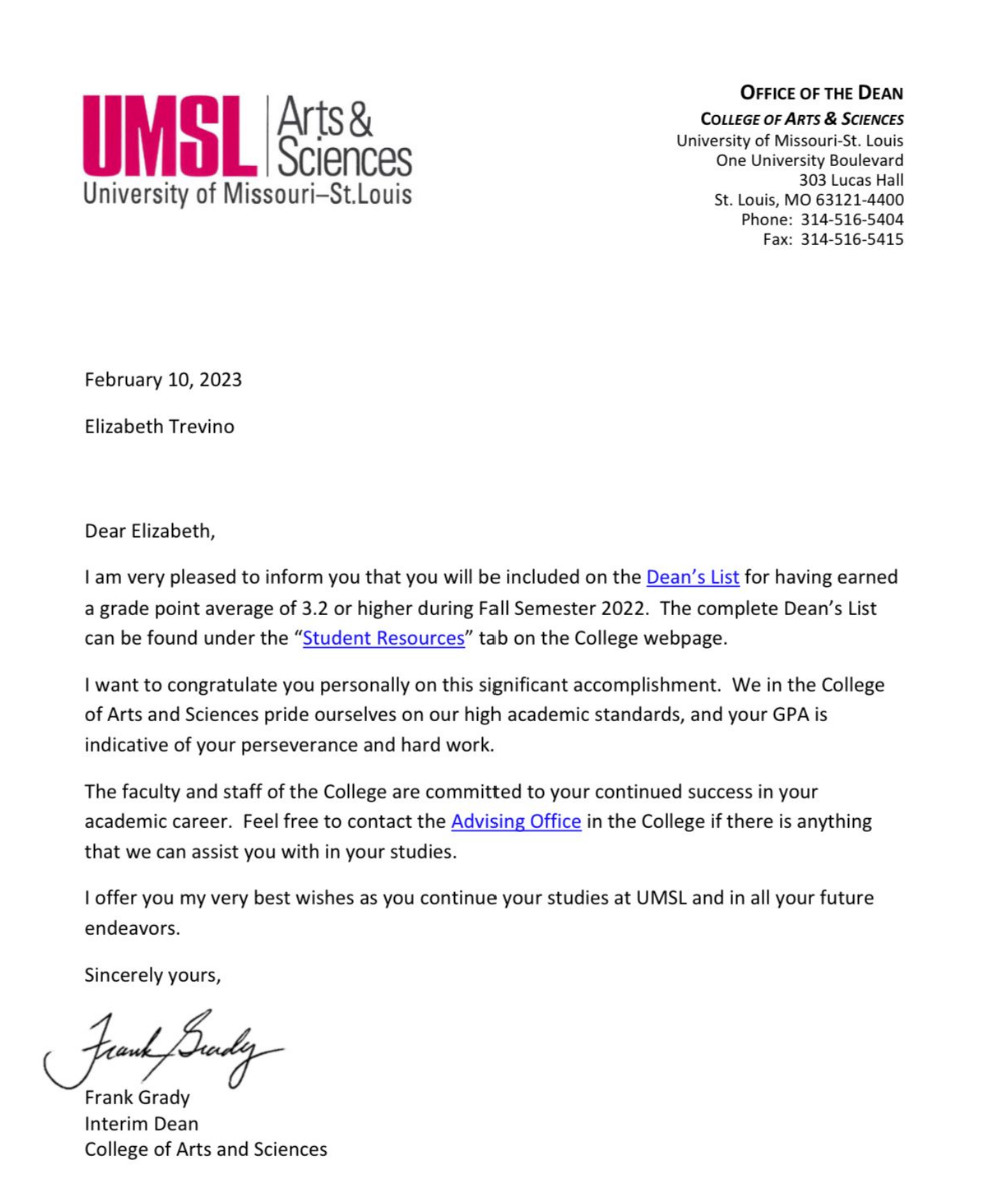 UMSL
Arts &
Sciences
University of Missouri–St.Louis
OFFICE OF THE DEAN
COLLEGE OF ARTS & SCIENCES
University of Missouri-St. Louis
One University Boulevard
303 Lucas Hall
St. Louis, MO 63121-4400
Phone:  314-516-5404
Fax:  314-516-5415
February 10, 2023
Elizabeth Trevino
Dear Elizabeth,
I am very pleased to inform you that you will be included on the Dean’s List for having earned
a grade point average of 3.2 or higher during Fall Semester 2022.  The complete Dean’s List
can be found under the “Student Resources” tab on the College webpage.
I want to congratulate you personally on this significant accomplishment.  We in the College
of Arts and Sciences pride ourselves on our high academic standards, and your GPA is
indicative of your perseverance and hard work.
The faculty and staff of the College are committed to your continued success in your
academic career.  Feel free to contact the Advising Office in the College if there is anything
that we can assist you with in your studies.
I offer you my very best wishes as you continue your studies at UMSL and in all your future
endeavors.
Sincerely yours,
Frank Grady
Frank Grady
Interim Dean
College of Arts and Sciences